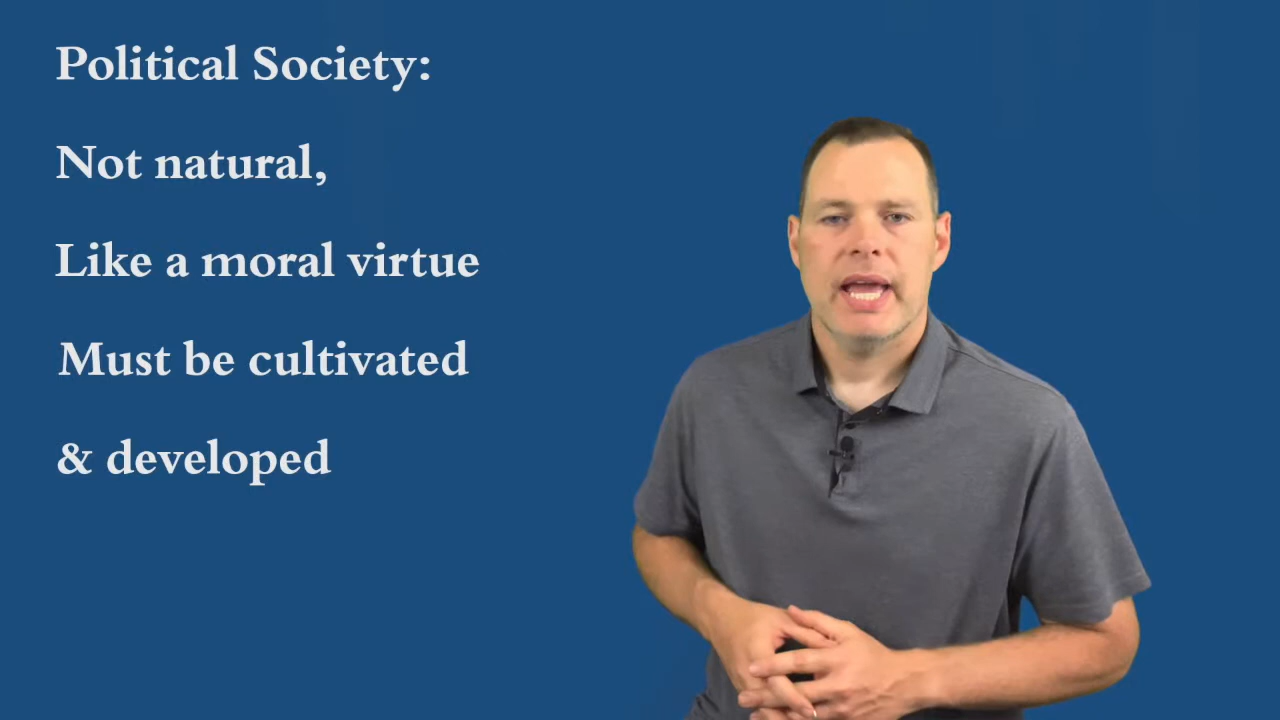 Political Society:
Not natural,
Like a moral virtue
Must be cultivated
& developed